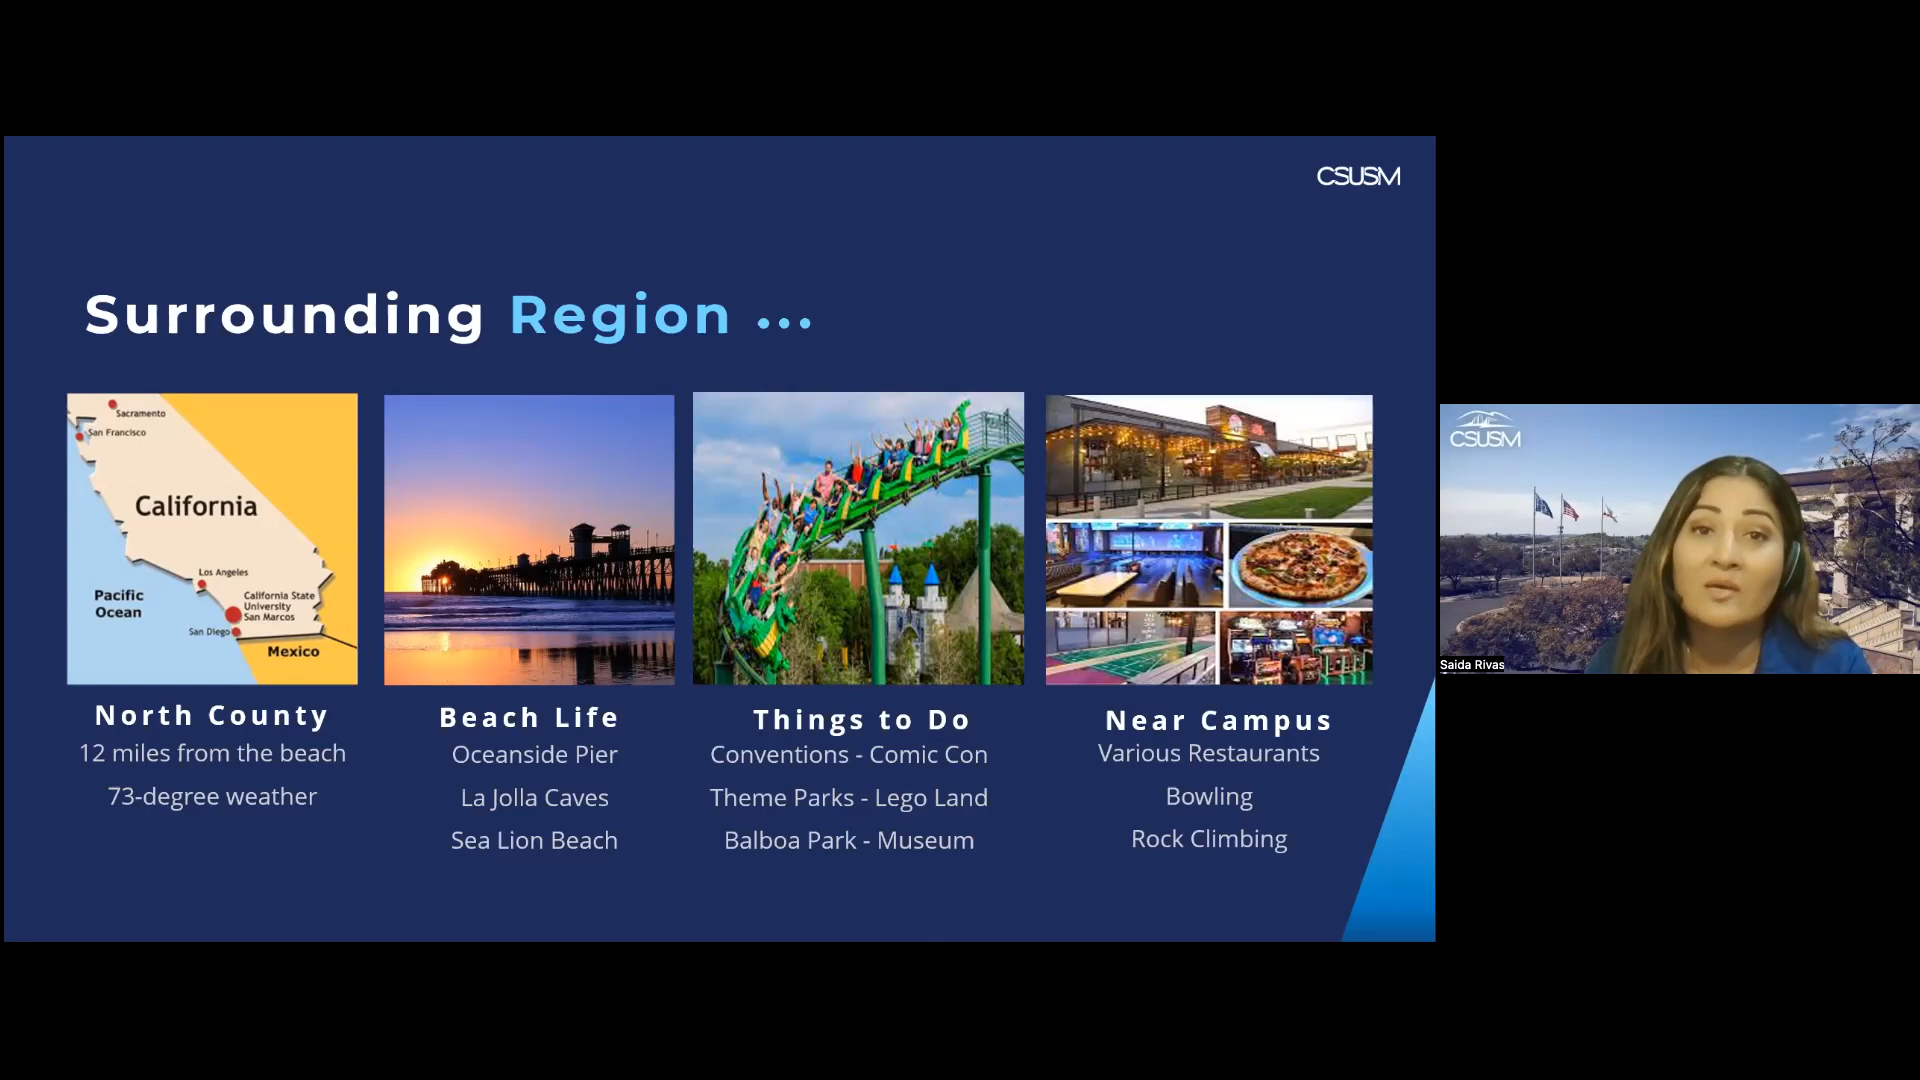 CSUSM
Surrounding Region ...
Sacramento
San Francisco
California
Los Angeles
Pacific
Ocean
California State
University
San Marcos
San Diego
Mexico
North County
12 miles from the beach
73-degree weather
Beach Life
Oceanside Pier
La Jolla Caves
Sea Lion Beach
Things to Do
Conventions - Comic Con
Theme Parks - Lego Land
Balboa Park - Museum
Near Campus
Various Restaurants
Bowling
Rock Climbing
CSUSM
Saida Rivas